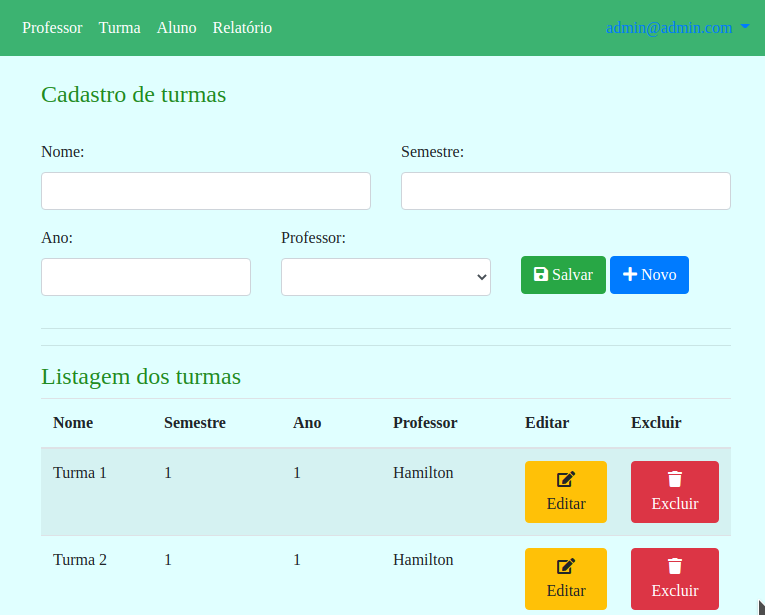 Professor Turma Aluno Relatório admin@admin.com
Cadastro de turmas
Nome: Semestre:
Ano: Professor:
Salvar Novo
Listagem dos turmas
Nome Semestre Ano Professor Editar Excluir
Turma 1 1 1 Hamilton Editar Excluir
Turma 2 1 1 Hamilton Editar Excluir